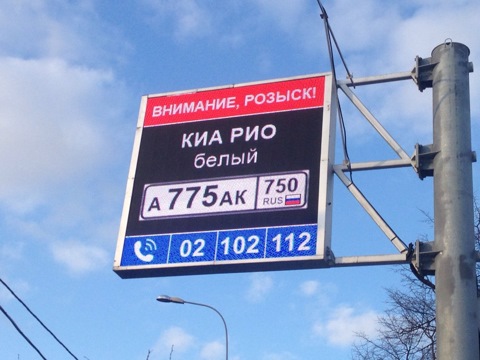 ВНИМАНИЕ, РОЗЫСК!
КИА РИО
белый
А 775 АК 750
RUS
02 102 112